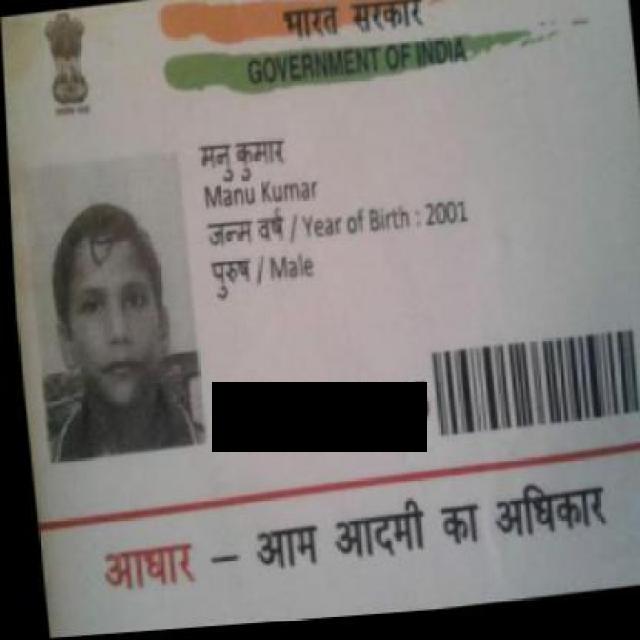 भारत सरकार
GOVERNMENT OF INDIA
मनु कुमार
Manu Kumar
जन्म वर्ष / Year of Birth : 2001
पुरुष / Male
आधार – आम आदमी का अधिकार